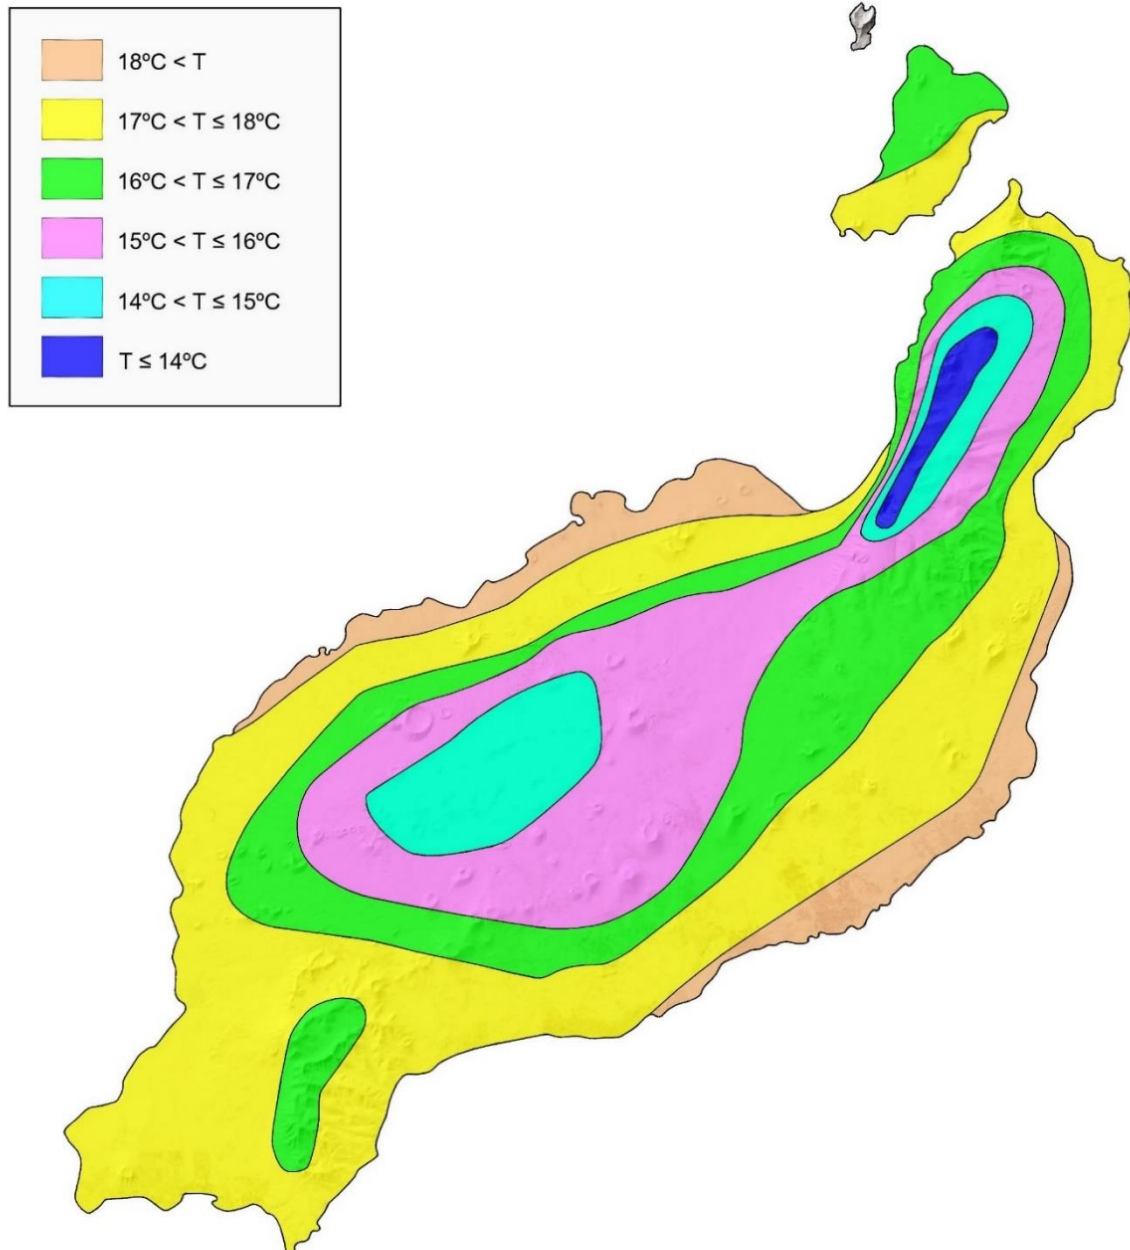 18ºC < T
17ºC < T ≤ 18ºC
16ºC < T ≤ 17ºC
15ºC < T ≤ 16ºC
14ºC < T ≤ 15ºC
T ≤ 14ºC